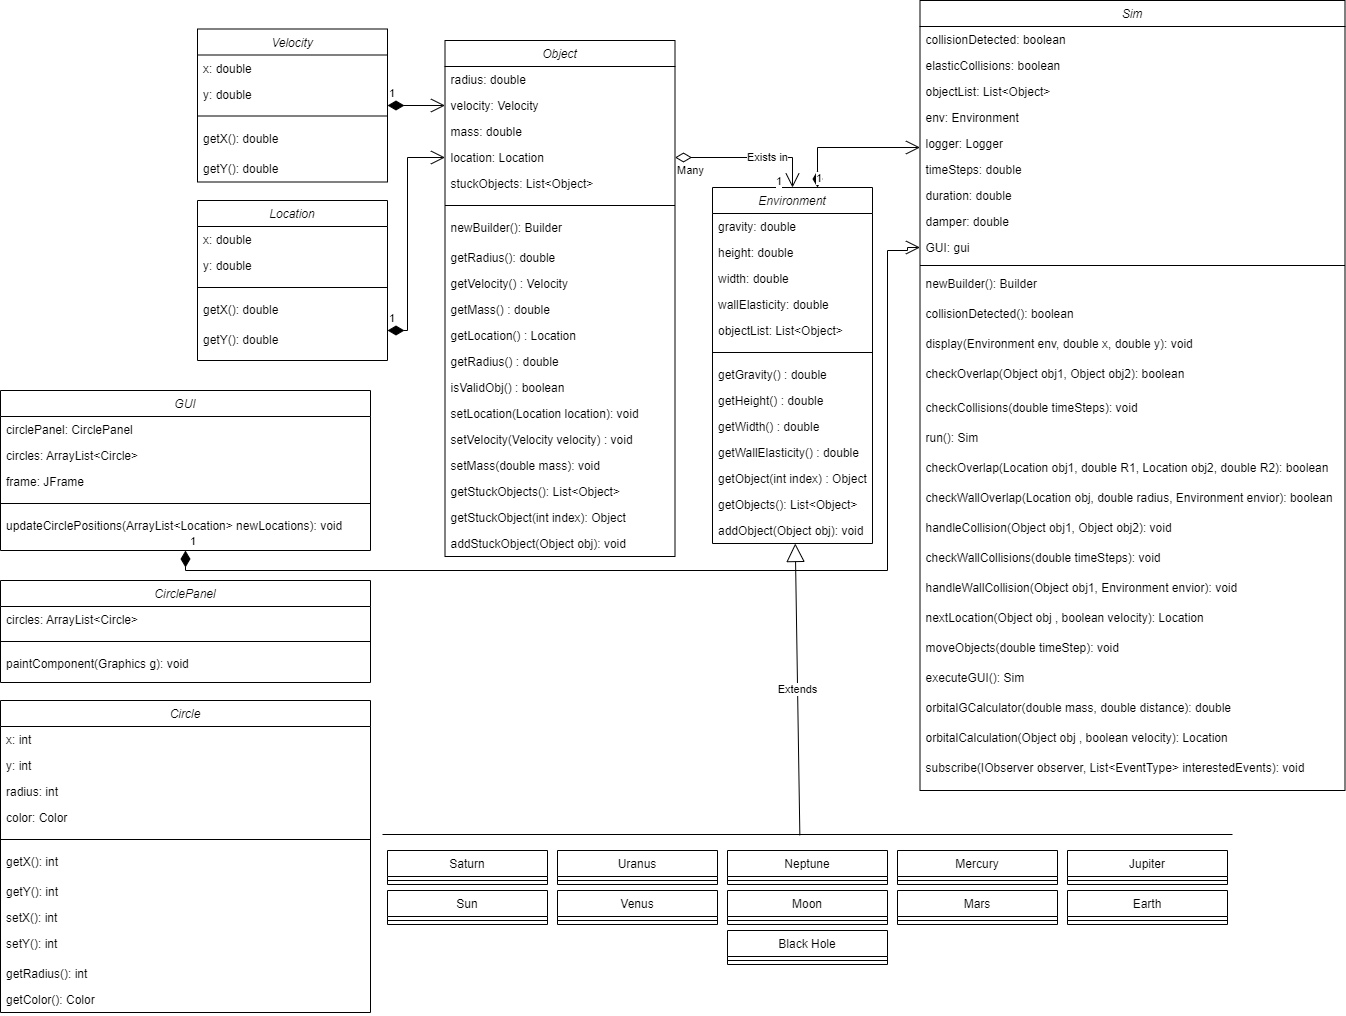 Velocity
x: double
y: double
getX(): double
getY(): double
1
Location
x: double
y: double
getX(): double
getY(): double
1
Object
radius: double
velocity: Velocity
mass: double
location: Location
stuckObjects: List<Object>
newBuilder(): Builder
getRadius(): double
getVelocity() : Velocity
getMass() : double
getLocation() : Location
getRadius() : double
isValidObj() : boolean
setLocation(Location location): void
setVelocity(Velocity velocity) : void
setMass(double mass): void
getStuckObjects(): List<Object>
getStuckObject(int index): Object
addStuckObject(Object obj): void
Exists in
Many
1
1
Environment
gravity: double
height: double
width: double
wallElasticity: double
objectList: List<Object>
getGravity() : double
getHeight() : double
getWidth() : double
getWallElasticity() : double
getObject(int index) : Object
getObjects(): List<Object>
addObject(Object obj): void
Sim
collisionDetected: boolean
elasticCollisions: boolean
objectList: List<Object>
env: Environment
logger: Logger
timeSteps: double
duration: double
damper: double
GUI: gui
newBuilder(): Builder
collisionDetected(): boolean
display(Environment env, double x, double y): void
checkOverlap(Object obj1, Object obj2): boolean
checkCollisions(double timeSteps): void
run(): Sim
checkOverlap(Location obj1, double R1, Location obj2, double R2): boolean
checkWallOverlap(Location obj, double radius, Environment envior): boolean
handleCollision(Object obj1, Object obj2): void
checkWallCollisions(double timeSteps): void
handleWallCollision(Object obj1, Environment envior): void
nextLocation(Object obj , boolean velocity): Location
moveObjects(double timeStep): void
executeGUI(): Sim
orbitalGCalculator(double mass, double distance): double
orbitalCalculation(Object obj , boolean velocity): Location
subscribe(IObserver observer, List<EventType> interestedEvents): void
GUI
circlePanel: CirclePanel
circles: ArrayList<Circle>
frame: JFrame
updateCirclePositions(ArrayList<Location> newLocations): void
1
CirclePanel
circles: ArrayList<Circle>
paintComponent(Graphics g): void
Circle
x: int
y: int
radius: int
color: Color
getX(): int
getY(): int
setX(): int
setY(): int
getRadius(): int
getColor(): Color
Extends
Saturn
Uranus
Neptune
Mercury
Jupiter
Sun
Venus
Moon
Mars
Earth
Black Hole